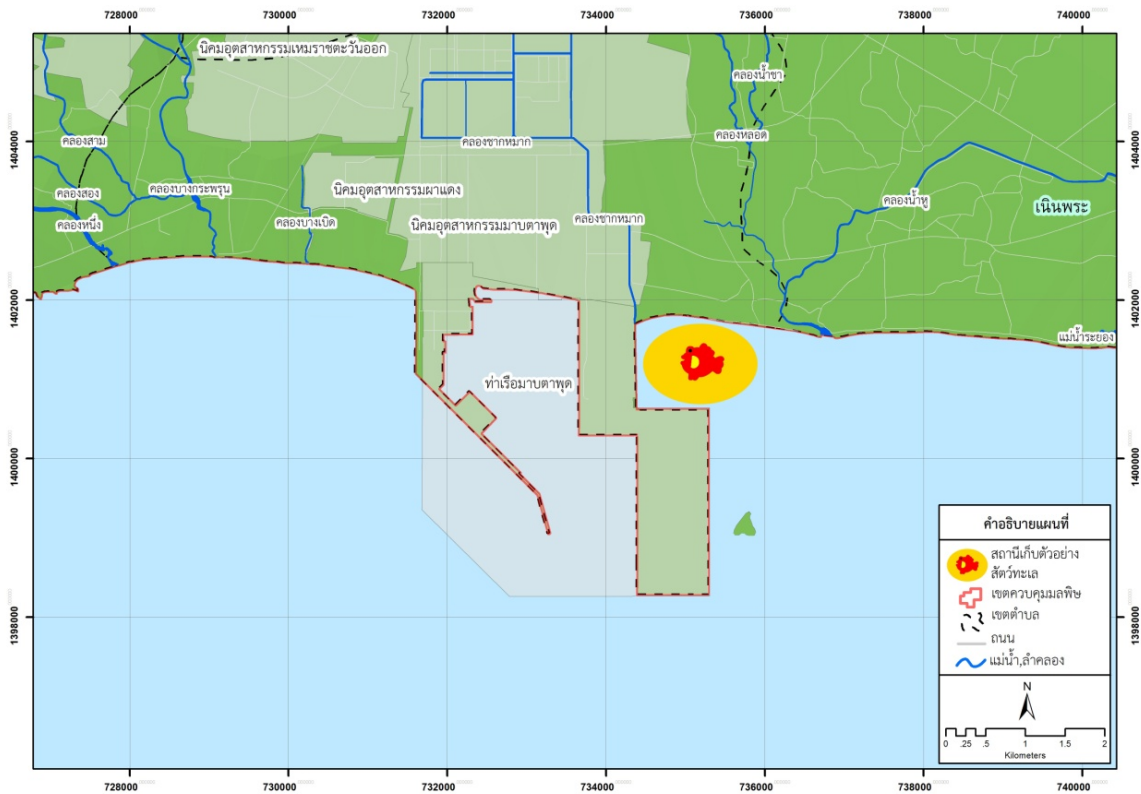 728000 730000 732000 734000 736000 738000 740000
นิคมอุตสาหกรรมเหมราชตะวันออก
คลองน้ำชา
คลองสาม
คลองชากหมาก
คลองหลอด
1404000 1404000
คลองสอง
คลองบางกระพรุน
นิคมอุตสาหกรรมผาแดง
คลองน้ำหู
เนินพระ
คลองหนึ่ง
คลองบางเบิด
นิคมอุตสาหกรรมมาบตาพุด
คลองชากหมาก
1402000 1402000
แม่น้ำระยอง
ท่าเรือมาบตาพุด
1400000 1400000
1398000 1398000
คำอธิบายแผนที่
สถานีเก็บตัวอย่าง
สัตว์ทะเล
เขตควบคุมมลพิษ
เขตตำบล
ถนน
แม่น้ำ,ลำคลอง
N
0 .25 .5 1 1.5 2
Kilometers
728000 730000 732000 734000 736000 738000 740000